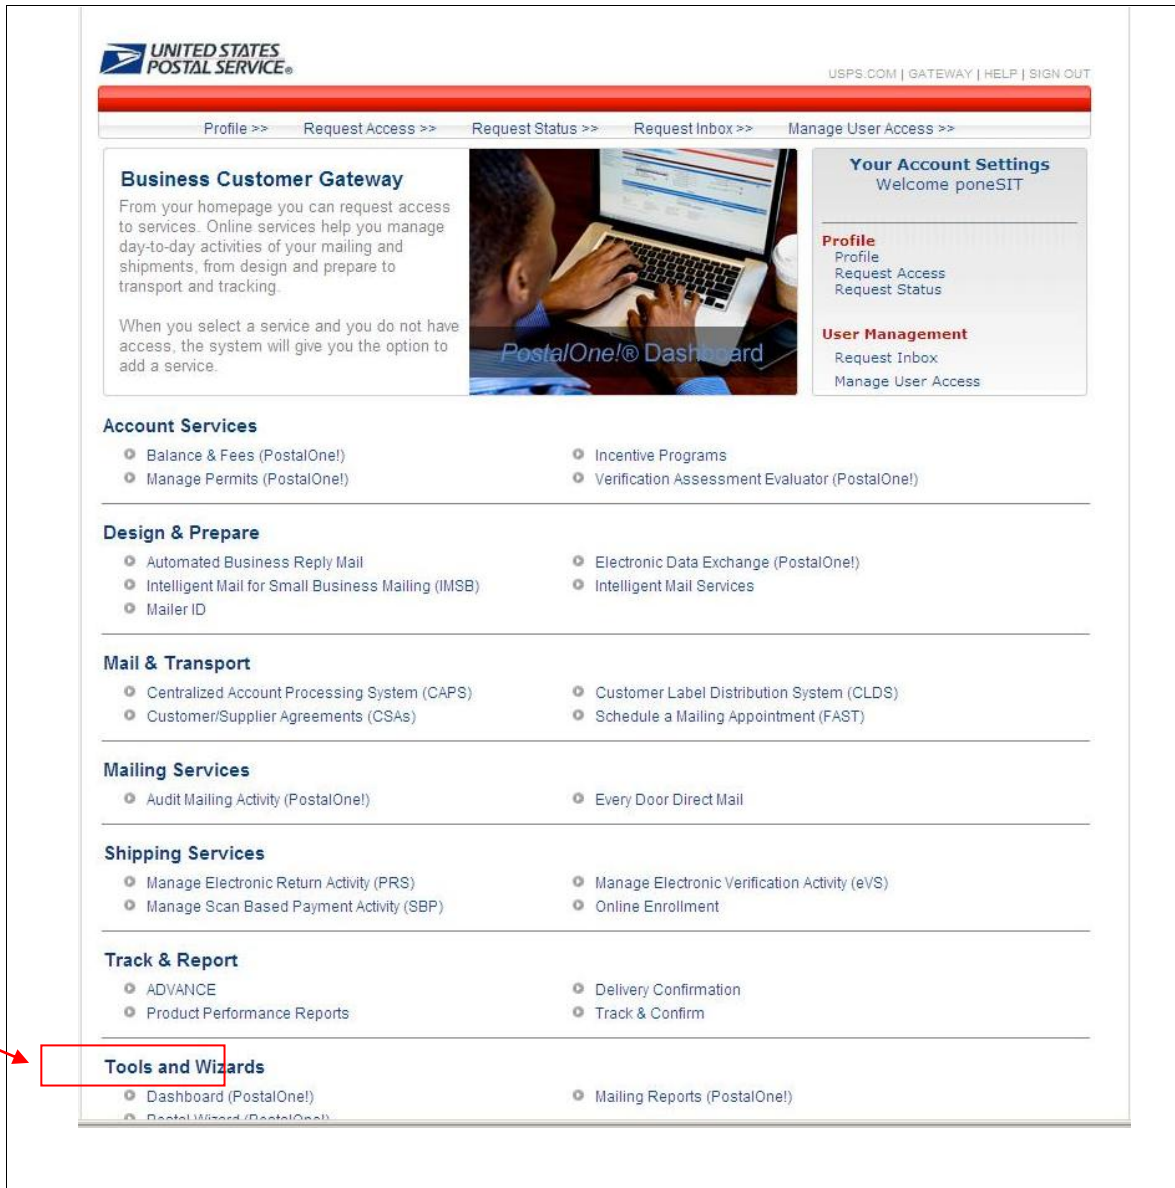 UNITED STATES
POSTAL SERVICE®
USPS.COM | GATEWAY | HELP | SIGN OUT
Profile >> Request Access >> Request Status >> Request Inbox >> Manage User Access >>
Business Customer Gateway
From your homepage you can request access
to services. Online services help you manage
day-to-day activities of your mailing and
shipments, from design and prepare to
transport and tracking.
When you select a service and you do not have
access, the system will give you the option to
add a service.
PostalOne!® Dashboard
Your Account Settings
Welcome poneSIT
Profile
Profile
Request Access
Request Status
User Management
Request Inbox
Manage User Access
Account Services
Balance & Fees (PostalOne!)
Incentive Programs
Manage Permits (PostalOne!)
Verification Assessment Evaluator (PostalOne!)
Design & Prepare
Automated Business Reply Mail
Electronic Data Exchange (PostalOne!)
Intelligent Mail for Small Business Mailing (IMSB)
Intelligent Mail Services
Mailer ID
Mail & Transport
Centralized Account Processing System (CAPS)
Customer Label Distribution System (CLDS)
Customer/Supplier Agreements (CSAs)
Schedule a Mailing Appointment (FAST)
Mailing Services
Audit Mailing Activity (PostalOne!)
Every Door Direct Mail
Shipping Services
Manage Electronic Return Activity (PRS)
Manage Electronic Verification Activity (eVS)
Manage Scan Based Payment Activity (SBP)
Online Enrollment
Track & Report
ADVANCE
Delivery Confirmation
Product Performance Reports
Track & Confirm
Tools and Wizards
Dashboard (PostalOne!)
Mailing Reports (PostalOne!)
Postal Wizard (PostalOne!)